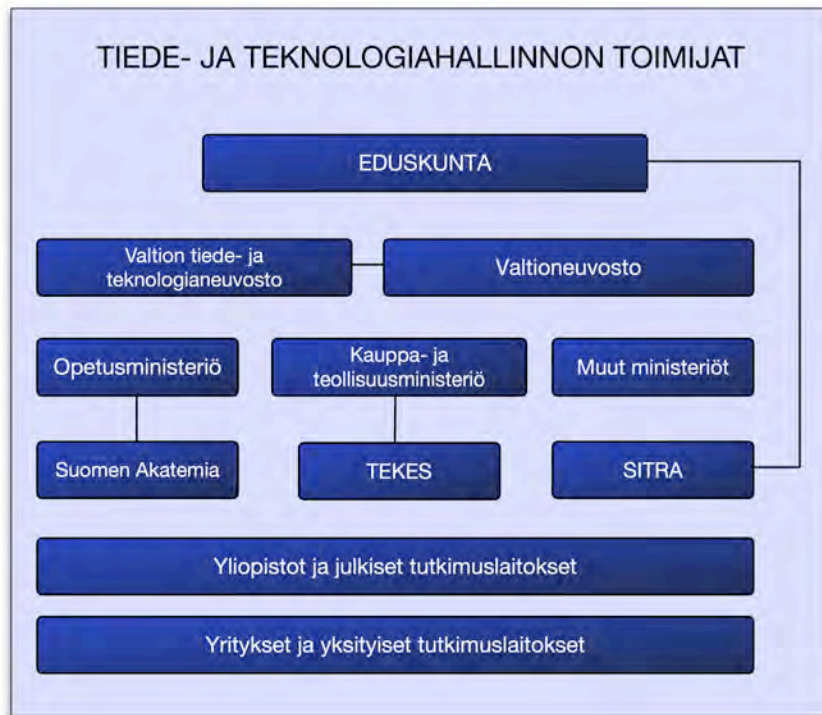 TIEDE- JA TEKNOLOGIAHALLINNON TOIMIJAT
EDUSKUNTA
Valtion tiede- ja
teknologianeuvosto
Valtioneuvosto
Opetusministeriö
Kauppa- ja
teollisuusministeriö
Muut ministeriöt
Suomen Akatemia
TEKES
SITRA
Yliopistot ja julkiset tutkimuslaitokset
Yritykset ja yksityiset tutkimuslaitokset